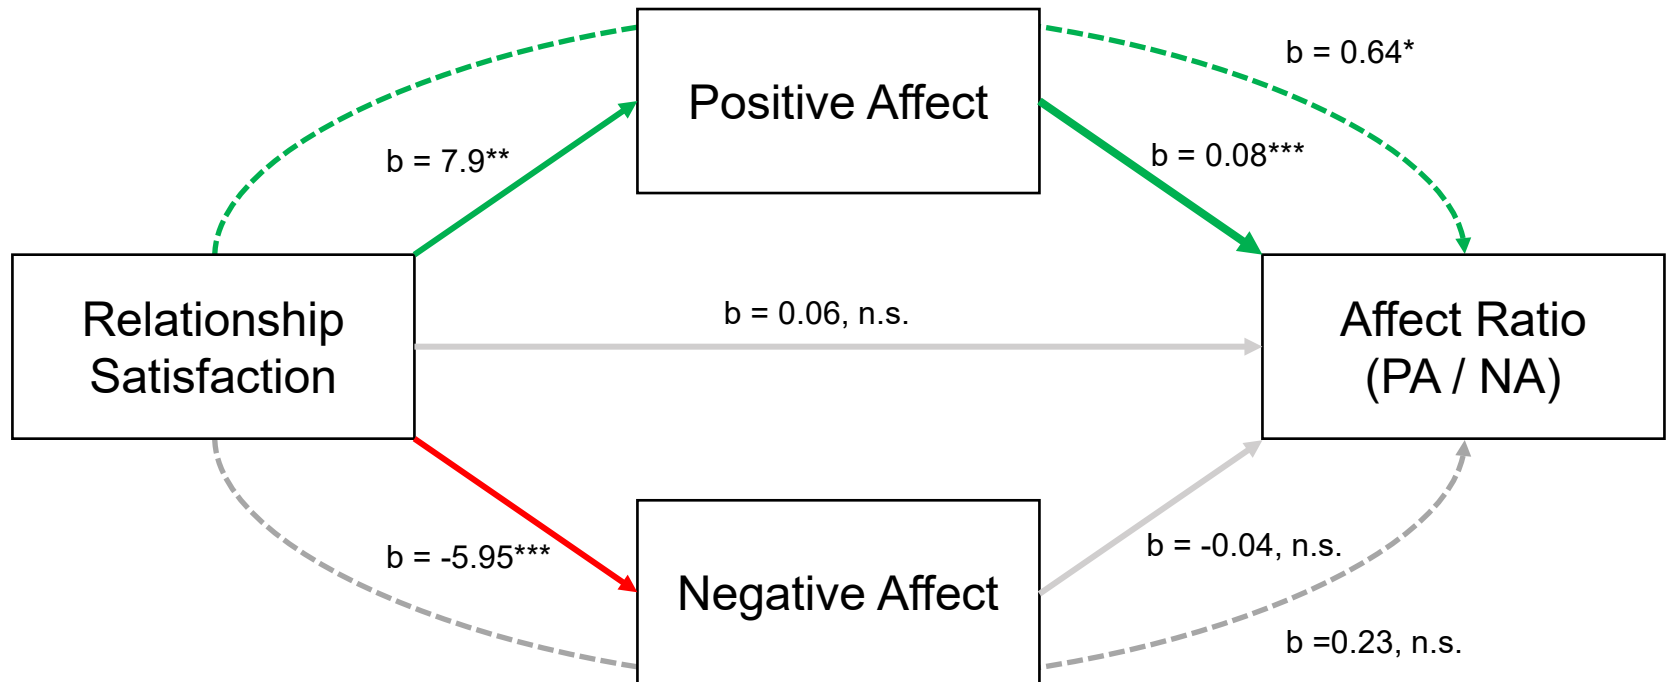 Positive Affect
b = 0.64*
b = 7.9**
b = 0.08***
Relationship
Satisfaction
b = 0.06, n.s.
Affect Ratio
(PA / NA)
b = -5.95***
Negative Affect
b = -0.04, n.s.
b =0.23, n.s.